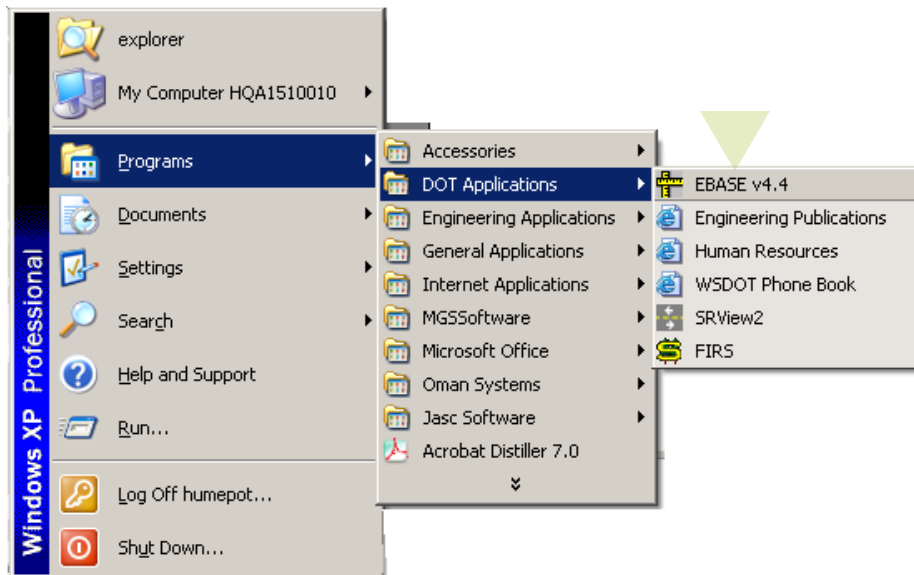 explorer
My Computer HQA1510010
Programs
Documents
Settings
Search
Help and Support
Run...
Log Off humepot...
Shut Down...
Windows XP Professional
Accessories
DOT Applications
Engineering Applications
General Applications
Internet Applications
MGSSoftware
Microsoft Office
Oman Systems
Jasc Software
Acrobat Distiller 7.0
EBASE v4.4
Engineering Publications
Human Resources
WSDOT Phone Book
SRView2
FIRS